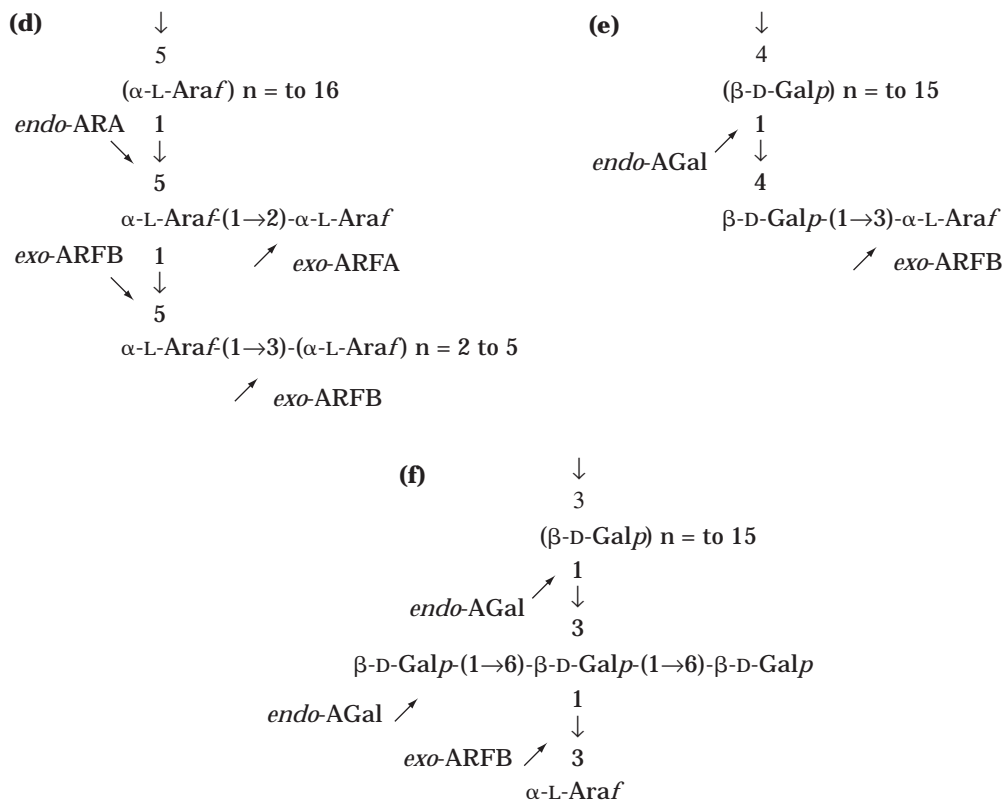 (d)
↓
5
(α-L-Araf) n = to 16
endo-ARA 1
↓
5
α-L-Araf-(1→2)-α-L-Araf
exo-ARFB 1 exo-ARFA
↓
5
α-L-Araf-(1→3)-(α-L-Araf) n = 2 to 5
exo-ARFB
(e)
↓
4
(β-D-Galp) n = to 15
1
endo-AGal ↓
4
β-D-Galp-(1→3)-α-L-Araf
exo-ARFB
(f)
↓
3
(β-D-Galp) n = to 15
1
endo-AGal ↓
3
β-D-Galp-(1→6)-β-D-Galp-(1→6)-β-D-Galp
1
endo-AGal ↓
exo-ARFB 3
α-L-Araf